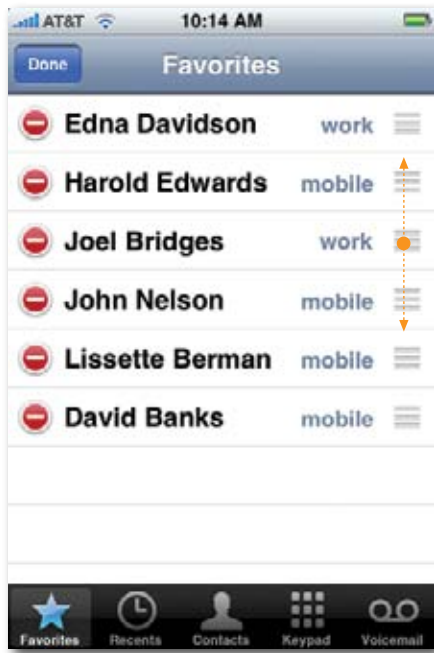 AT&T 10:14 AM
Done Favorites
Edna Davidson work
Harold Edwards mobile
Joel Bridges work
John Nelson mobile
Lissette Berman mobile
David Banks mobile
Favorites Recents Contacts Keypad Voicemail